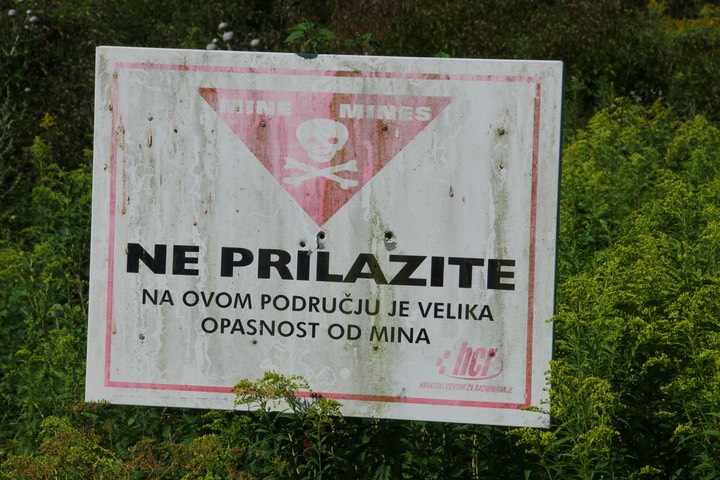 MINE MINES
NE PRILAZITE
NA OVOM PODRUČJU JE VELIKA
OPASNOST OD MINA
hcr
HRVATSKI CENTAR ZA RAZMINIRANJE